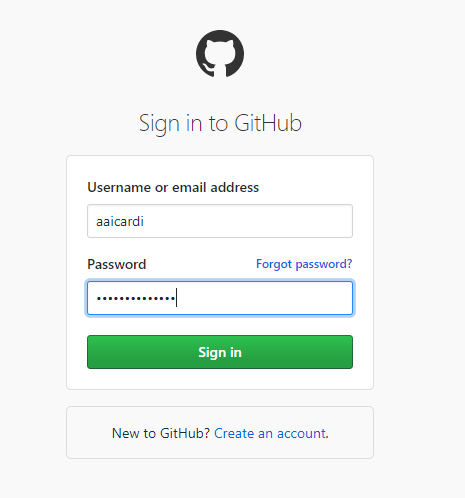 Sign in to GitHub
Username or email address
aaicardi
Password Forgot password?
••••••••••••••
Sign in
New to GitHub? Create an account.